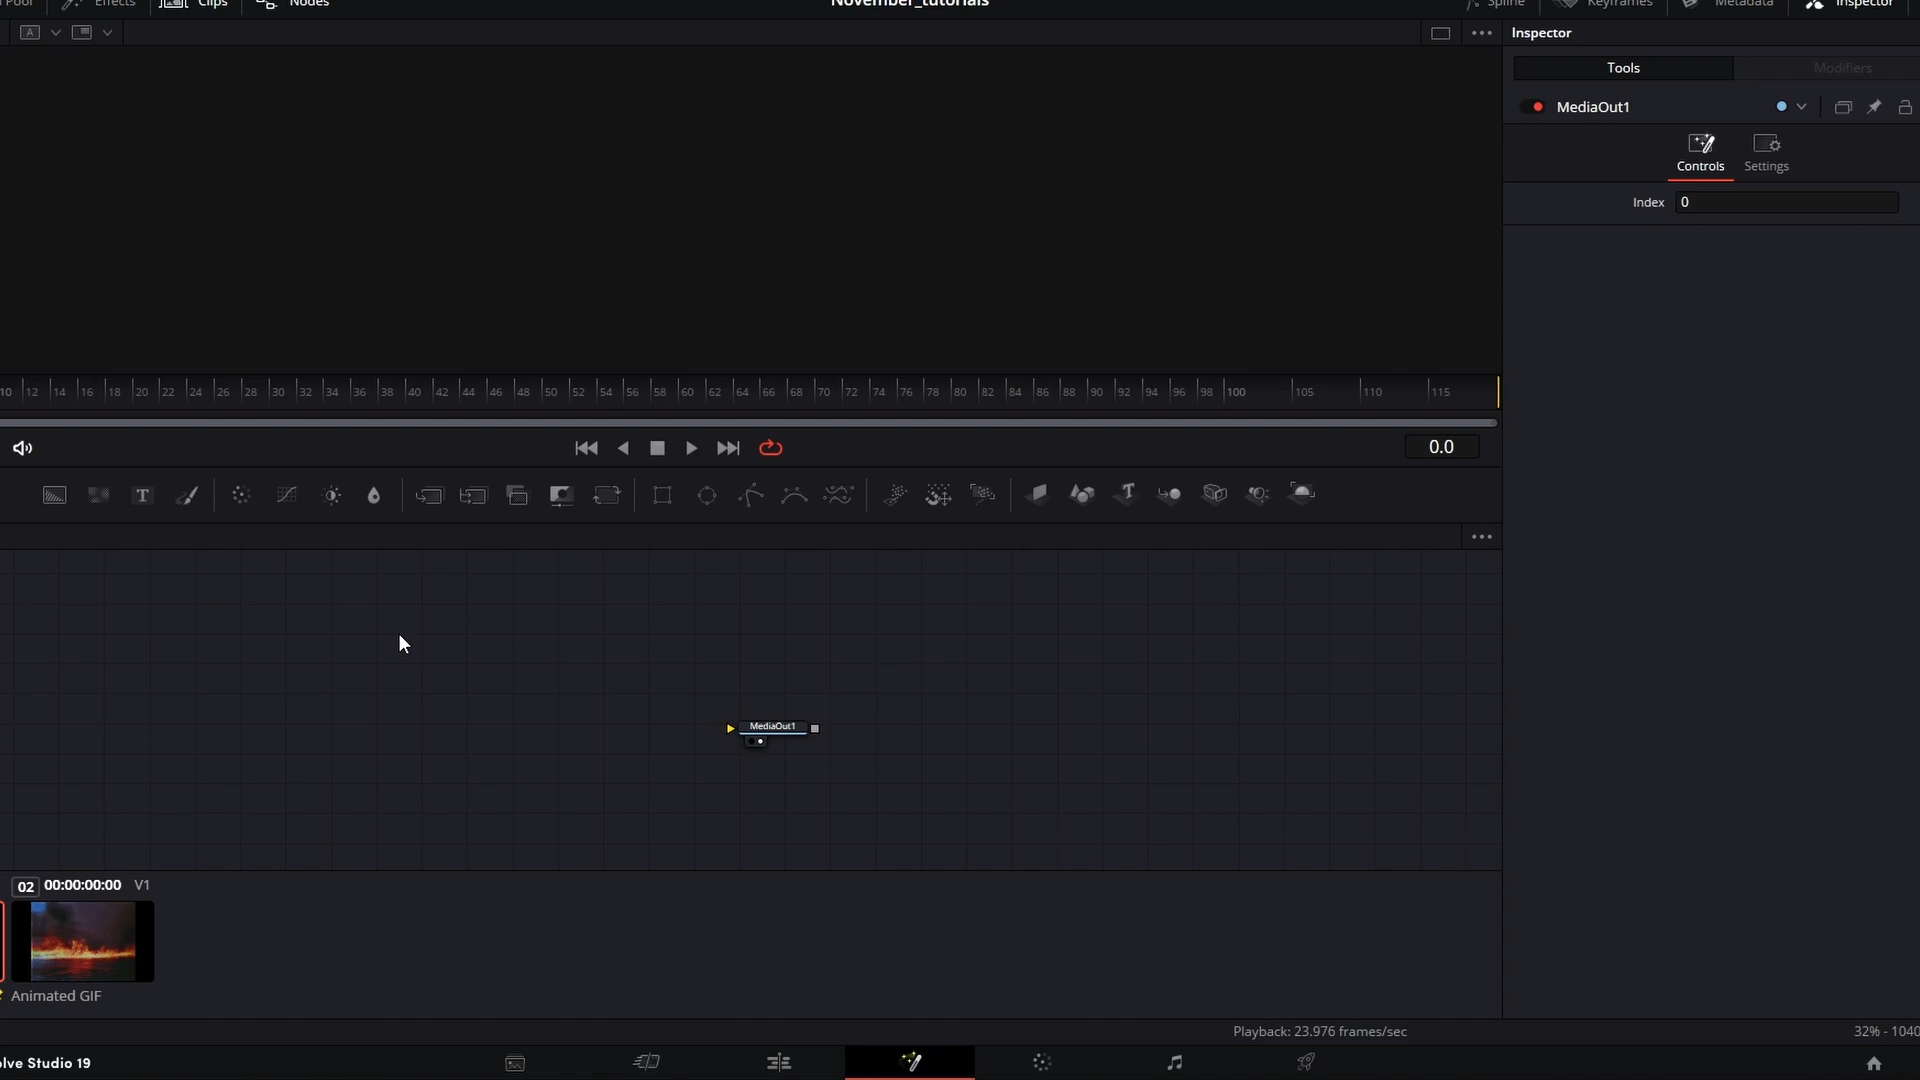 Pool
Effects
Clips
Nodes
November_tutorials
Spline
Keyframes
Metadata
Inspector
A
Inspector
Tools
Modifiers
MediaOut1
Controls
Settings
Index
0
10 12 14 16 18 20 22 24 26 28 30 32 34 36 38 40 42 44 46 48 50 52 54 56 58 60 62 64 66 68 70 72 74 76 78 80 82 84 86 88 90 92 94 96 98 100 105 110 115
0.0
T
T
MediaOut1
02 00:00:00:00 V1
Animated GIF
Playback: 23.976 frames/sec
32% - 1040
olve Studio 19